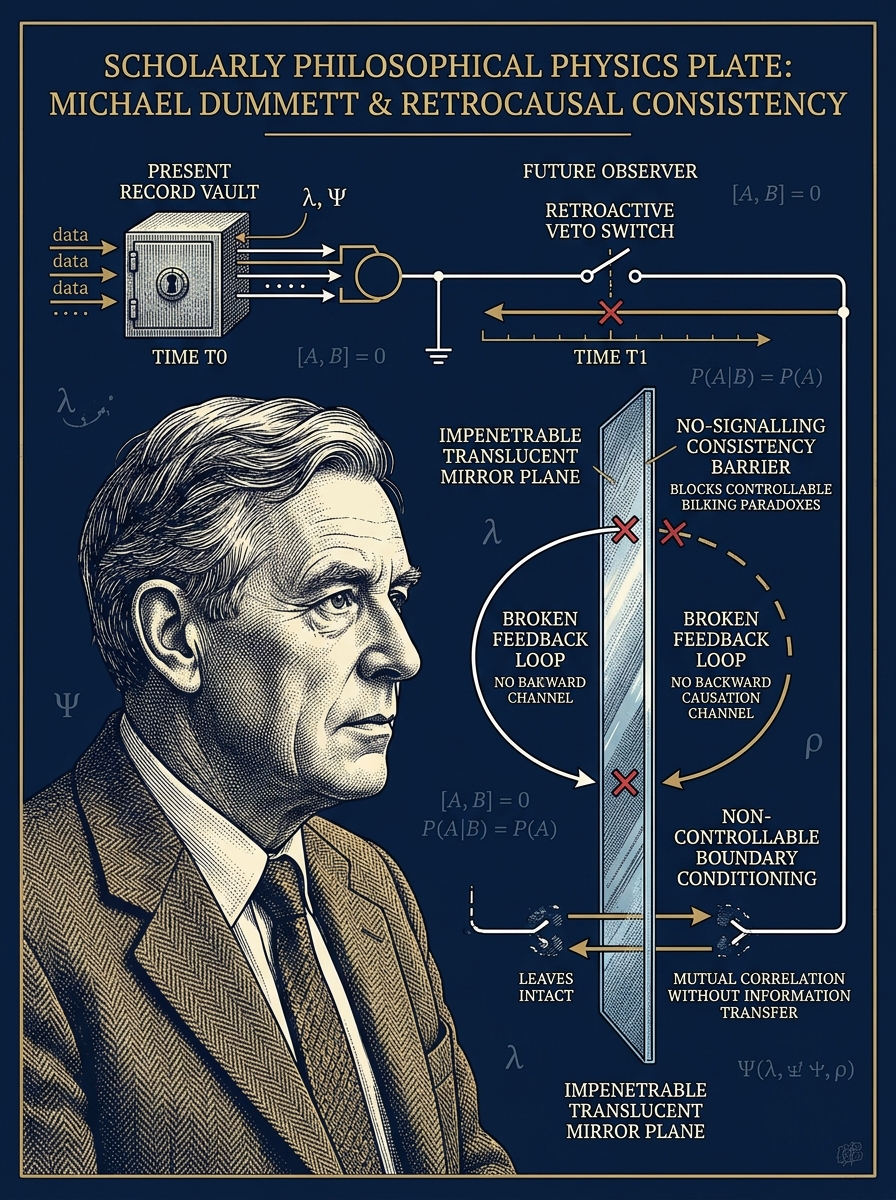 SCHOLARLY PHILOSOPHICAL PHYSICS PLATE:
MICHAEL DUMMETT & RETROCAUSAL CONSISTENCY
PRESENT
RECORD VAULT
λ, Ψ
data
data
data
TIME T0
FUTURE OBSERVER
RETROACTIVE
VETO SWITCH
[A, B] = 0
TIME T1
[A, B] = 0
P(A|B) = P(A)
λ
IMPENETRABLE
TRANSLUCENT
MIRROR PLANE
NO-SIGNALLING
CONSISTENCY
BARRIER
BLOCKS CONTROLLABLE
BILKING PARADOXES
λ
BROKEN
FEEDBACK
LOOP
NO BAKWARD
CHANNEL
BROKEN
FEEDBACK
LOOP
NO BACKWARD
CAUSATION
CHANNEL
Ψ
ρ
[A, B] = 0
P(A|B) = P(A)
NON-
CONTROLLABLE
BOUNDARY
CONDITIONING
LEAVES
INTACT
MUTUAL CORRELATION
WITHOUT INFORMATION
TRANSFER
λ
IMPENETRABLE
TRANSLUCENT
MIRROR PLANE